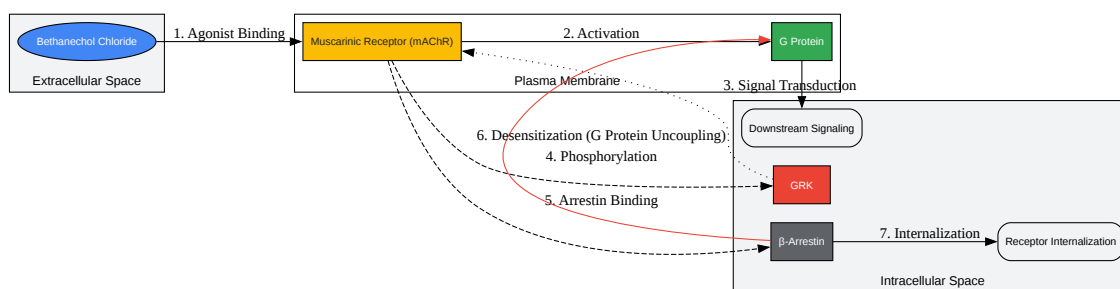 1. Agonist Binding
2. Activation
Bethanechol Chloride
Muscarinic Receptor (mAChR)
G Protein
Extracellular Space
Plasma Membrane
3. Signal Transduction
Downstream Signaling
6. Desensitization (G Protein Uncoupling)
4. Phosphorylation
GRK
5. Arrestin Binding
β-Arrestin
7. Internalization
Receptor Internalization
Intracellular Space